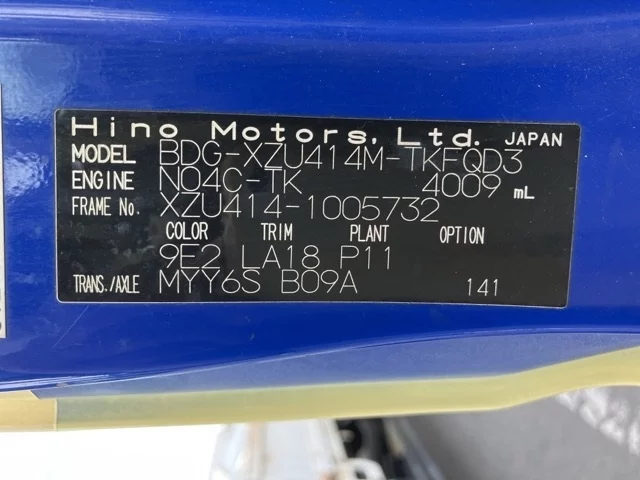 Hino Motors, Ltd. JAPAN
MODEL BDG-XZU414M-TKFQD3
ENGINE N04C-TK 4009 mL
FRAME No. XZU414-1005732
COLOR TRIM PLANT OPTION
9E2 LA18 P11
TRANS./AXLE MYY6S B09A 141